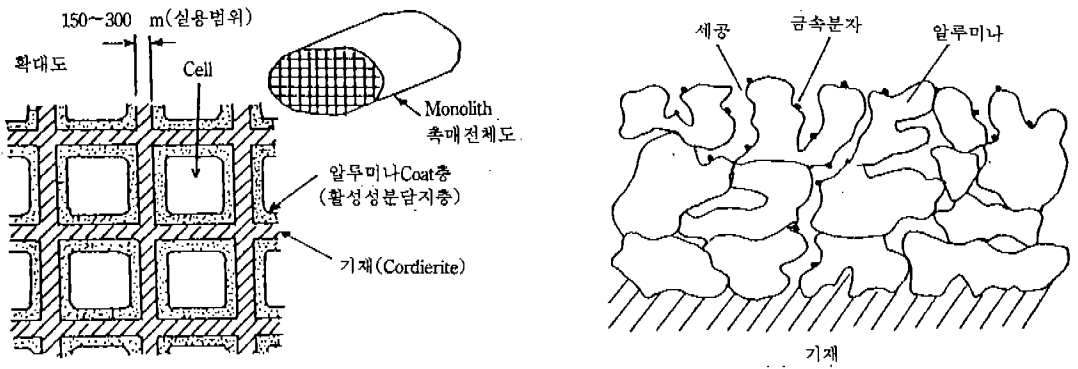 150~300 m(실용범위)
확대도
Cell
Monolith
촉매전체도
알루미나Coat층
(활성성분담지층)
기재(Cordierite)
세공
금속분자
알루미나
기재